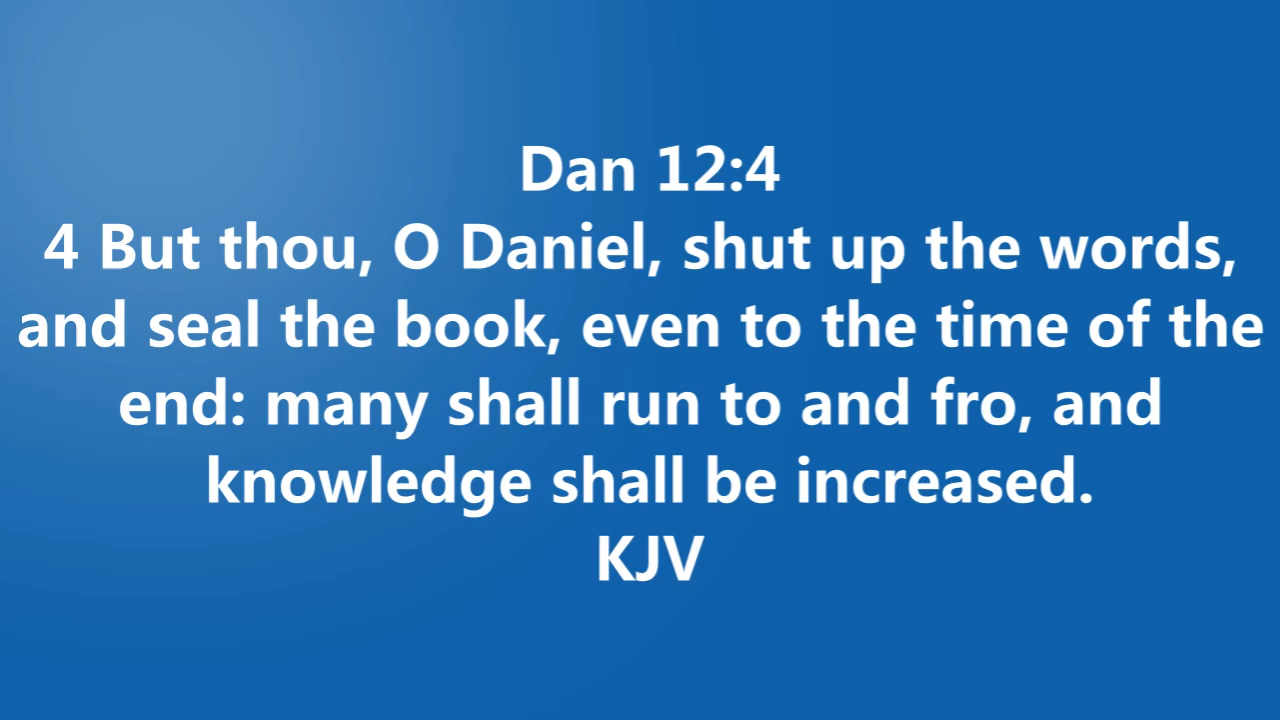 Dan 12:4
4 But thou, O Daniel, shut up the words,
and seal the book, even to the time of the
end: many shall run to and fro, and
knowledge shall be increased.
KJV